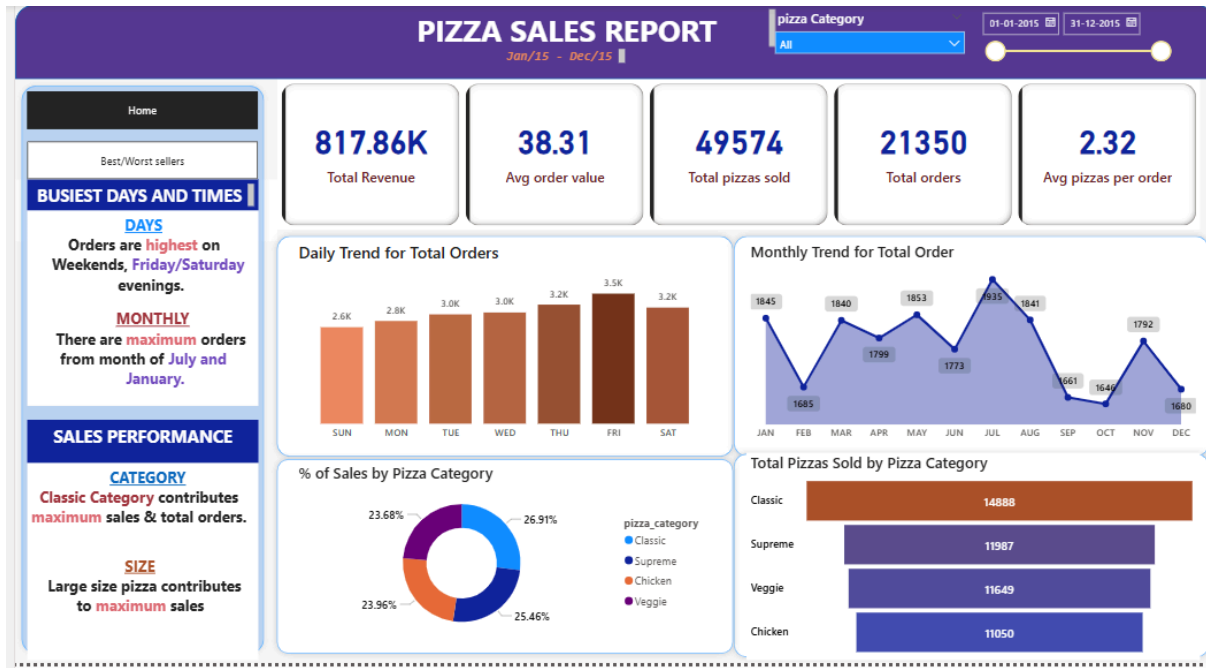 PIZZA SALES REPORT
Jan/15 - Dec/15
pizza Category
All
01-01-2015
31-12-2015
Home
Best/Worst sellers
BUSIEST DAYS AND TIMES
DAYS
Orders are highest on
Weekends, Friday/Saturday
evenings.
MONTHLY
There are maximum orders
from month of July and
January.
SALES PERFORMANCE
CATEGORY
Classic Category contributes
maximum sales & total orders.
SIZE
Large size pizza contributes
to maximum sales
817.86K
Total Revenue
38.31
Avg order value
49574
Total pizzas sold
21350
Total orders
2.32
Avg pizzas per order
Daily Trend for Total Orders
2.6K
2.8K
3.0K
3.0K
3.2K
3.5K
3.2K
SUN MON TUE WED THU FRI SAT
Monthly Trend for Total Order
1845
1685
1840
1799
1853
1773
1935
1841
1661
1646
1792
1680
JAN FEB MAR APR MAY JUN JUL AUG SEP OCT NOV DEC
% of Sales by Pizza Category
23.68%
26.91%
23.96%
25.46%
pizza_category
Classic
Supreme
Chicken
Veggie
Total Pizzas Sold by Pizza Category
Classic 14888
Supreme 11987
Veggie 11649
Chicken 11050